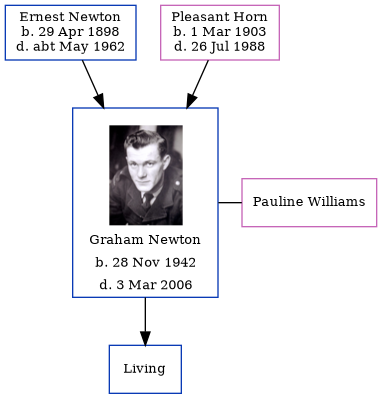 Ernest Newton
b. 29 Apr 1898
d. abt May 1962
Pleasant Horn
b. 1 Mar 1903
d. 26 Jul 1988
Graham Newton
b. 28 Nov 1942
d. 3 Mar 2006
Pauline Williams
Living